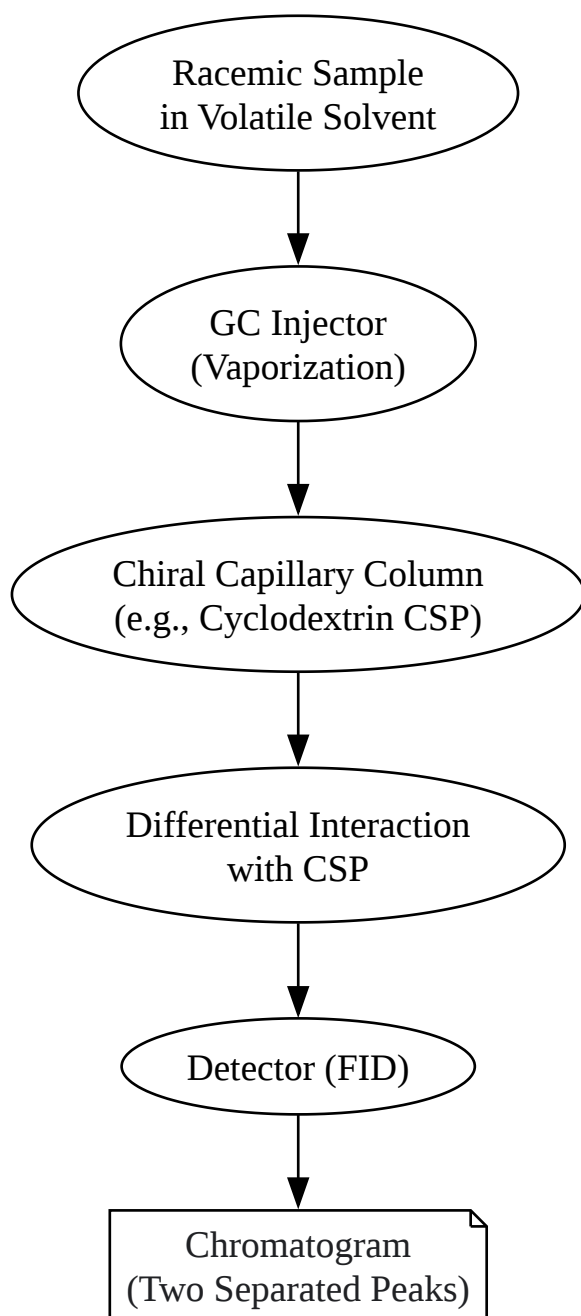 Racemic Sample
in Volatile Solvent
GC Injector
(Vaporization)
Chiral Capillary Column
(e.g., Cyclodextrin CSP)
Differential Interaction
with CSP
Detector (FID)
Chromatogram
(Two Separated Peaks)